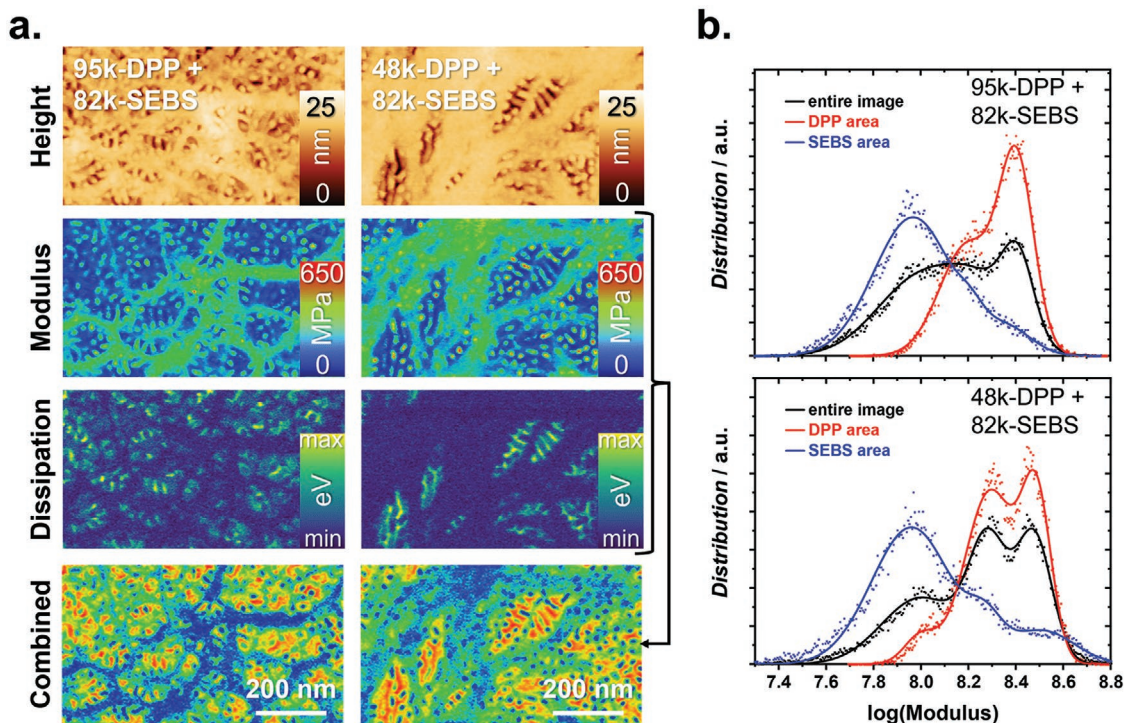 a.
b.
Height
95k-DPP +
82k-SEBS
25
nm
0
48k-DPP +
82k-SEBS
25
nm
0
Modulus
650
MPa
0
650
MPa
0
Dissipation
max
eV
min
max
eV
min
Combined
200 nm
200 nm
Distribution / a.u.
entire image
DPP area
SEBS area
95k-DPP +
82k-SEBS
Distribution / a.u.
entire image
DPP area
SEBS area
48k-DPP +
82k-SEBS
7.4 7.6 7.8 8.0 8.2 8.4 8.6 8.8
log(Modulus)